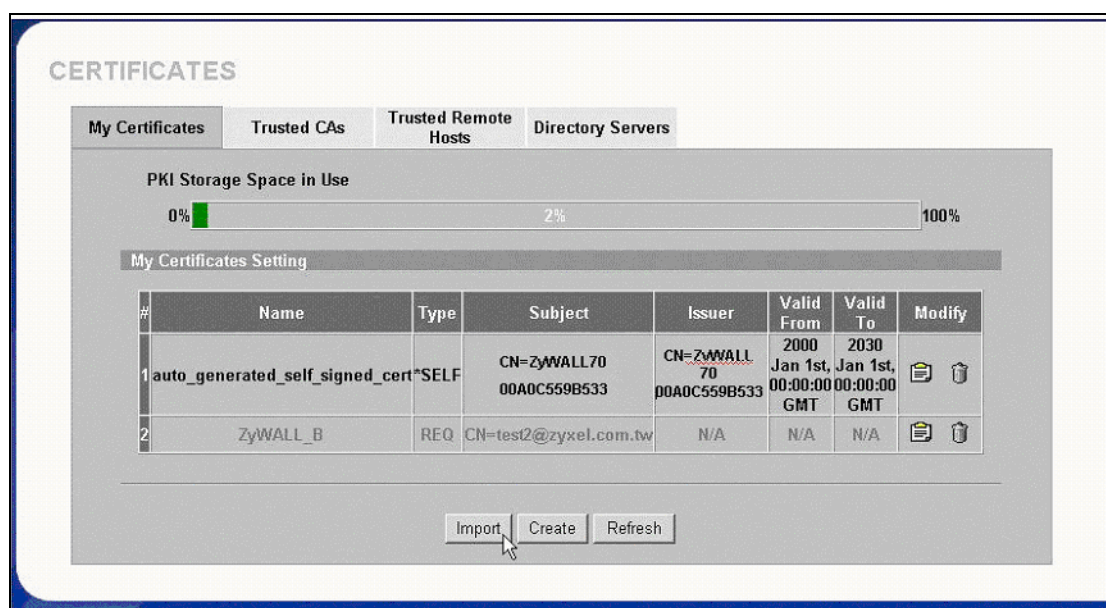 CERTIFICATES
My Certificates
Trusted CAs
Trusted Remote
Hosts
Directory Servers
PKI Storage Space in Use
0%
2%
100%
My Certificates Setting
# Name Type Subject Issuer Valid From Valid To Modify
1 auto_generated_self_signed_cert *SELF CN=ZyWALL70 00A0C559B533 CN=ZyWALL 70 00A0C559B533 2000 Jan 1st, 00:00:00 GMT 2030 Jan 1st, 00:00:00 GMT
2 ZyWALL_B REQ CN=test2@zyxel.com.tw N/A N/A N/A
Import Create Refresh